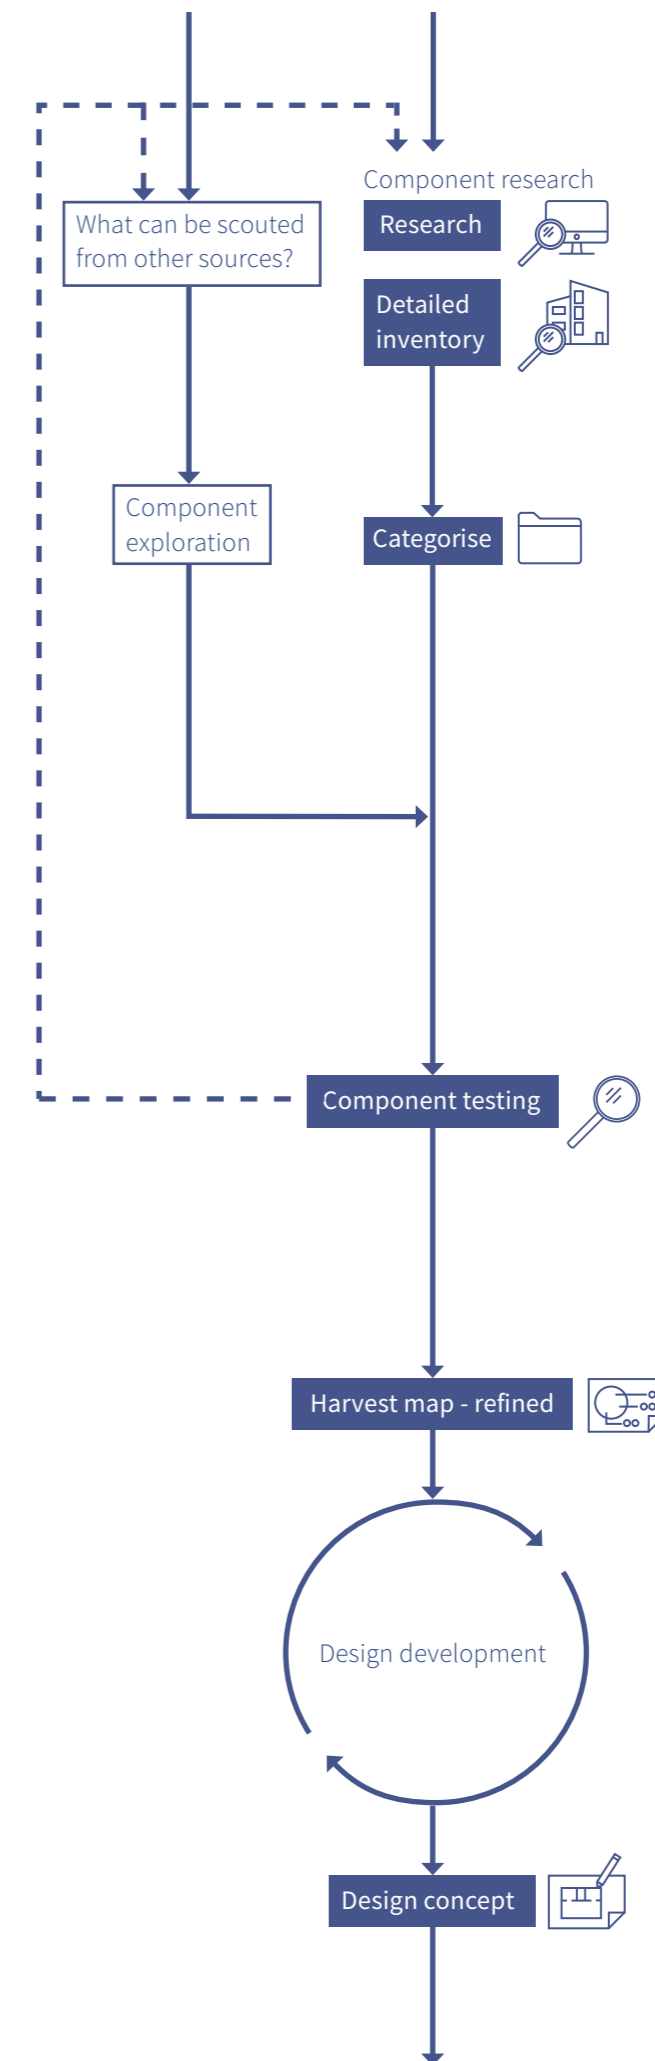 Component research
What can be scouted
from other sources?
Research
Detailed
inventory
Component
exploration
Categorise
Component testing
Harvest map - refined
Design development
Design concept